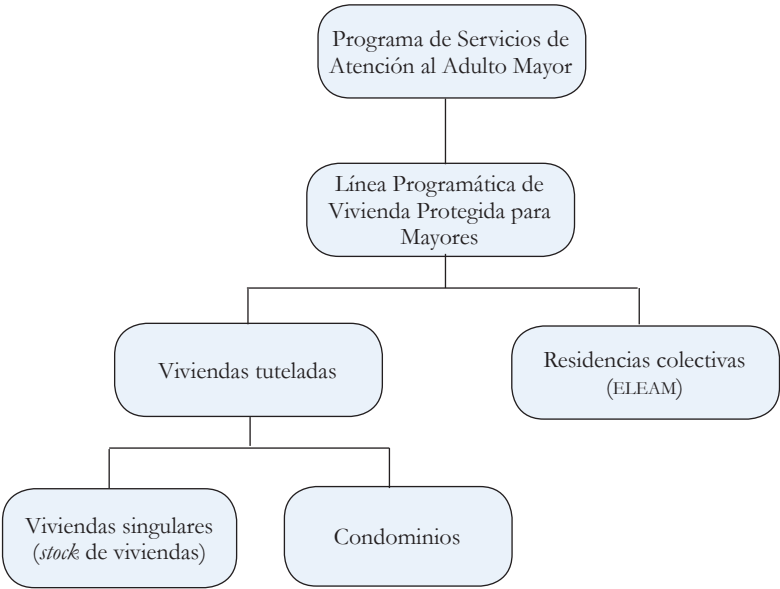 Programa de Servicios de
Atención al Adulto Mayor
Línea Programática de
Vivienda Protegida para
Mayores
Viviendas tuteladas
Residencias colectivas
(ELEAM)
Viviendas singulares
(stock de viviendas)
Condominios